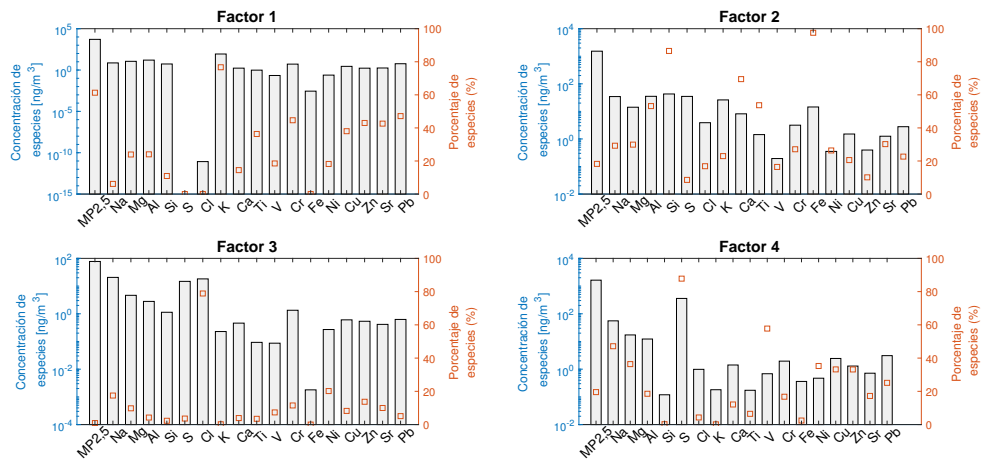 Factor 1
Concentración de
especies [ng/m 3]
10^5
10^0
10^-5
10^-10
10^-15
100
80
60
40
20
0
Porcentaje de
especies (%)
MP2,5 Na Mg Al Si S Cl K Ca Ti V Cr Fe Ni Cu Zn Sr Pb
Factor 2
Concentración de
especies [ng/m 3]
10^4
10^2
10^0
10^-2
100
80
60
40
20
0
Porcentaje de
especies (%)
MP2,5 Na Mg Al Si S Cl K Ca Ti V Cr Fe Ni Cu Zn Sr Pb
Factor 3
Concentración de
especies [ng/m 3]
10^2
10^0
10^-2
10^-4
100
80
60
40
20
0
Porcentaje de
especies (%)
MP2,5 Na Mg Al Si S Cl K Ca Ti V Cr Fe Ni Cu Zn Sr Pb
Factor 4
Concentración de
especies [ng/m 3]
10^4
10^2
10^0
10^-2
100
80
60
40
20
0
Porcentaje de
especies (%)
MP2,5 Na Mg Al Si S Cl K Ca Ti V Cr Fe Ni Cu Zn Sr Pb